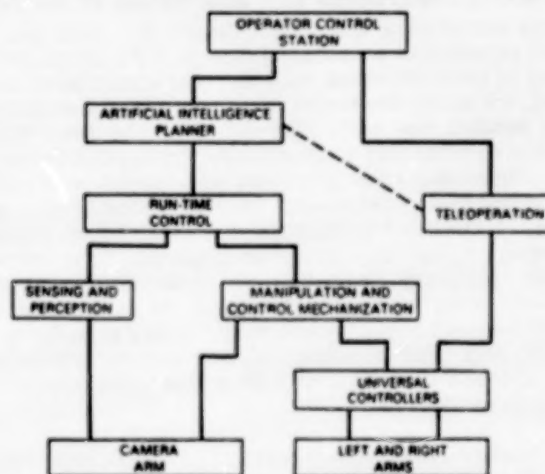 OPERATOR CONTROL
STATION
ARTIFICIAL INTELLIGENCE
PLANNER
RUN-TIME
CONTROL
TELEOPERATION
SENSING AND
PERCEPTION
MANIPULATION AND
CONTROL MECHANIZATION
UNIVERSAL
CONTROLLERS
CAMERA
ARM
LEFT AND RIGHT
ARMS